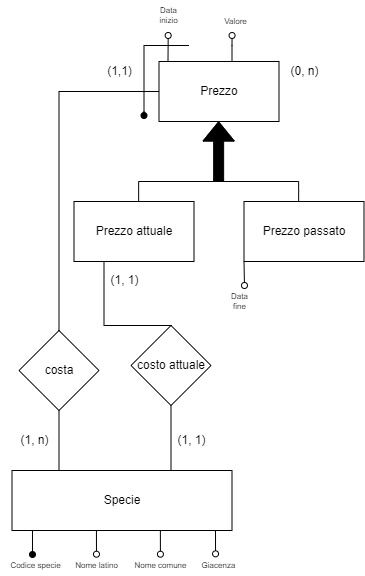 Data
inizio
Valore
(1,1)
(0, n)
Prezzo
Prezzo attuale
Prezzo passato
(1, 1)
Data
fine
costa
costo attuale
(1, n)
(1, 1)
Specie
Codice specie
Nome latino
Nome comune
Giacenza